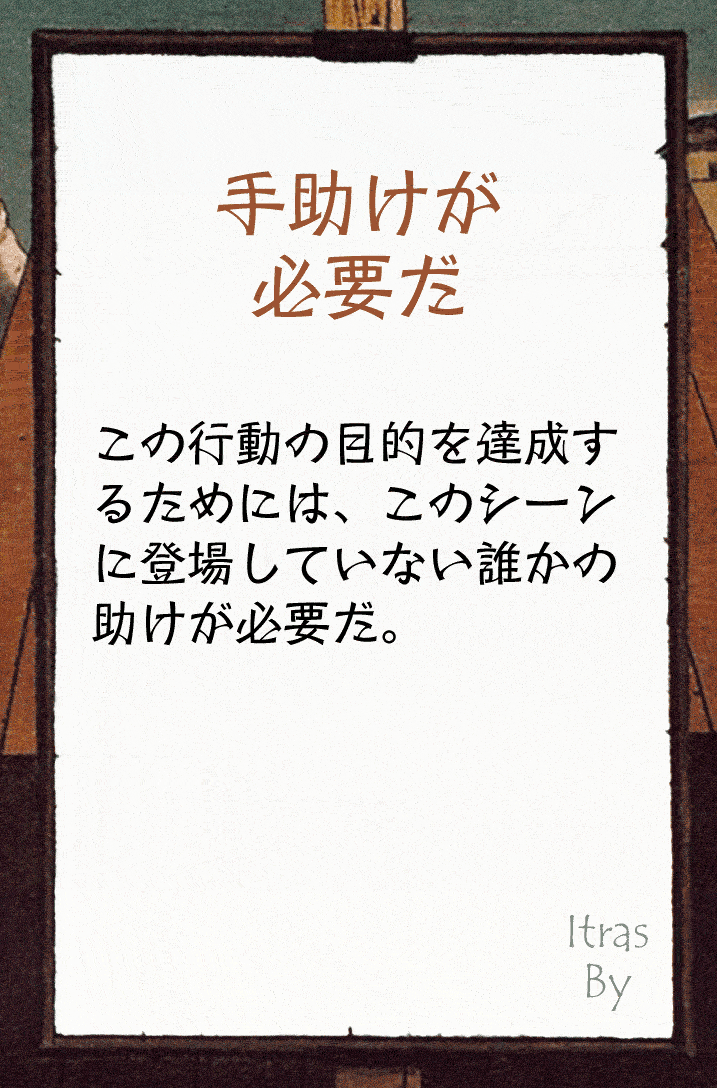 手助けが
必要だ
この行動の目的を達成す
るためには、このシーン
に登場していない誰かの
助けが必要だ。
Itras
By